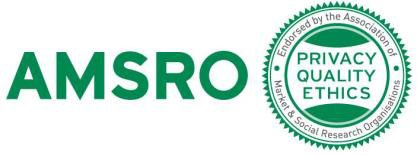 AMSRO
Endorsed by the Association of
PRIVACY
QUALITY
ETHICS
Market & Social Research Organisations